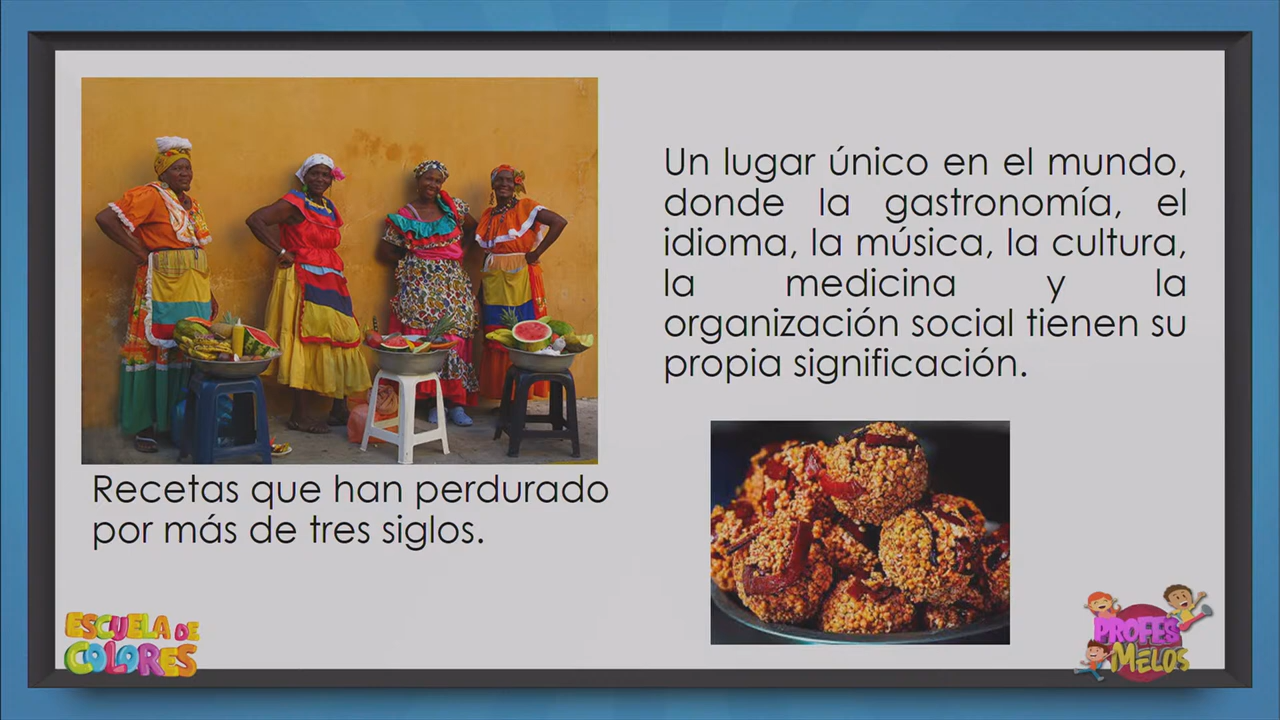 Un lugar único en el mundo,
donde la gastronomía, el
idioma, la música, la cultura,
la medicina y la
organización social tienen su
propia significación.
Recetas que han perdurado
por más de tres siglos.
ESCUELA DE
COLORES
PROFES
MELOS